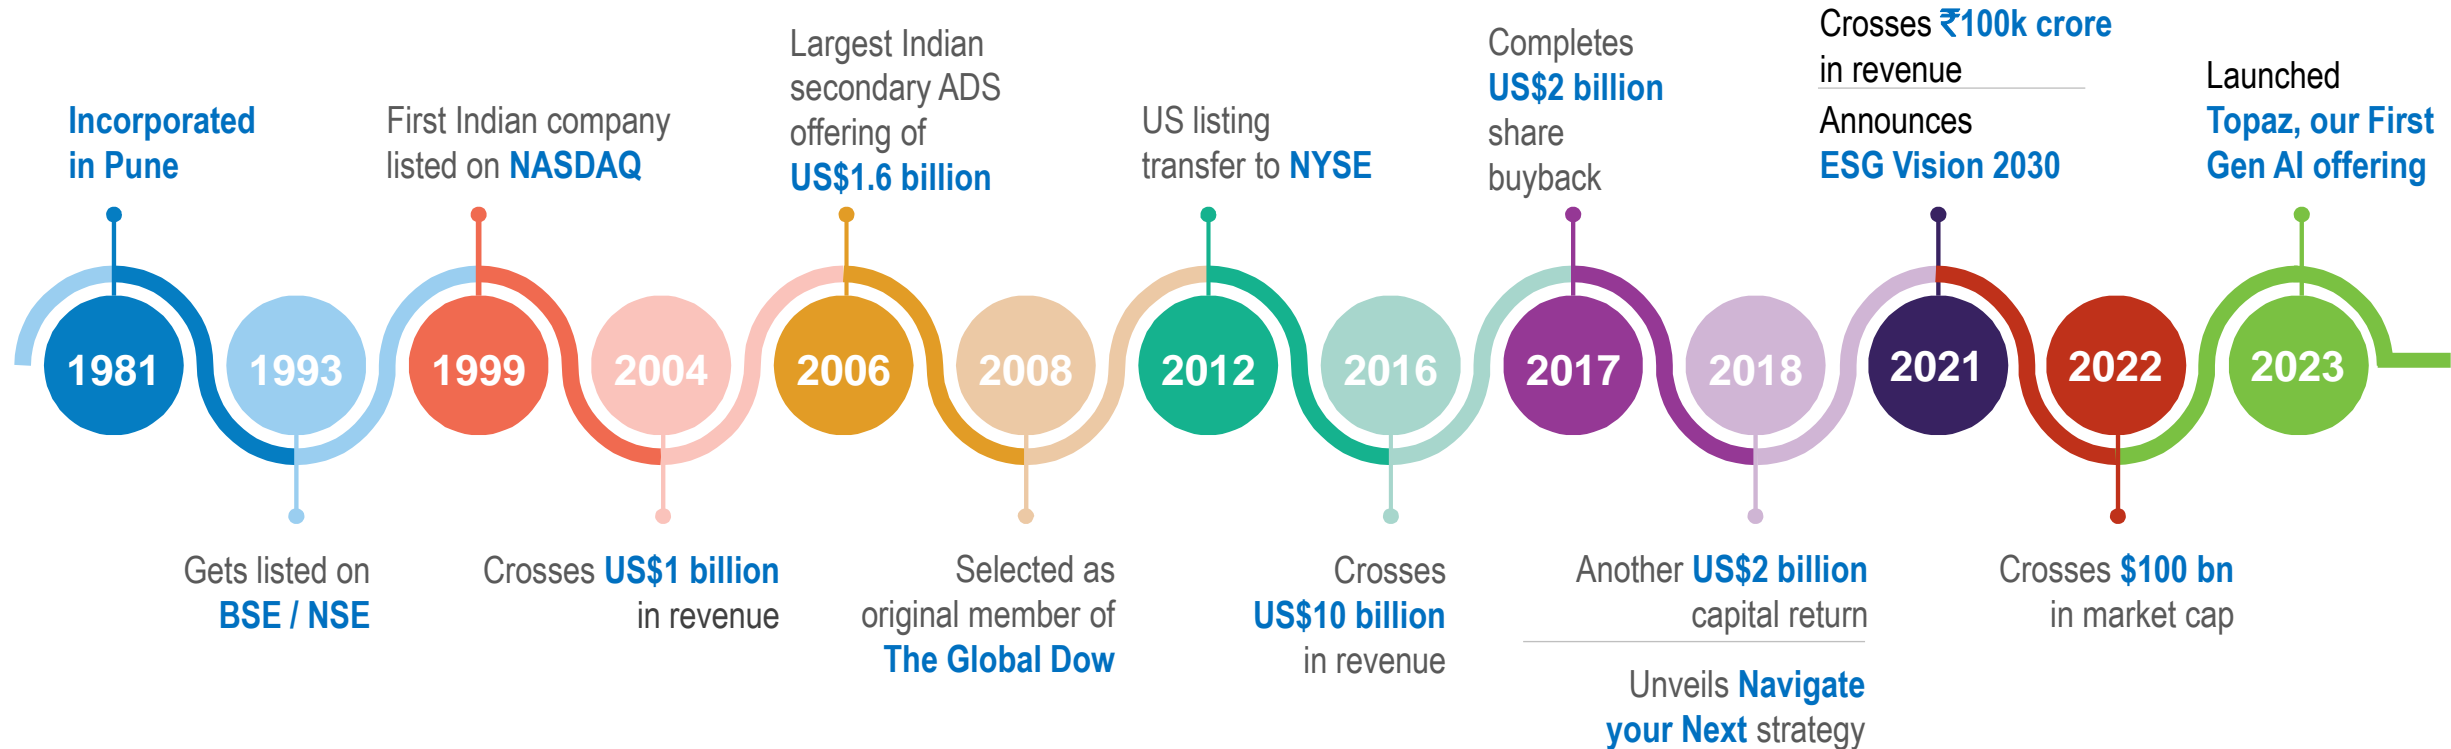 Incorporated
in Pune
First Indian company
listed on NASDAQ
Largest Indian
secondary ADS
offering of
US$1.6 billion
US listing
transfer to NYSE
Completes
US$2 billion
share
buyback
Crosses ₹100k crore
in revenue
Announces
ESG Vision 2030
Launched
Topaz, our First
Gen AI offering
1981
1993
1999
2004
2006
2008
2012
2016
2017
2018
2021
2022
2023
Gets listed on
BSE / NSE
Crosses US$1 billion
in revenue
Selected as
original member of
The Global Dow
Crosses
US$10 billion
in revenue
Another US$2 billion
capital return
Unveils Navigate
your Next strategy
Crosses $100 bn
in market cap